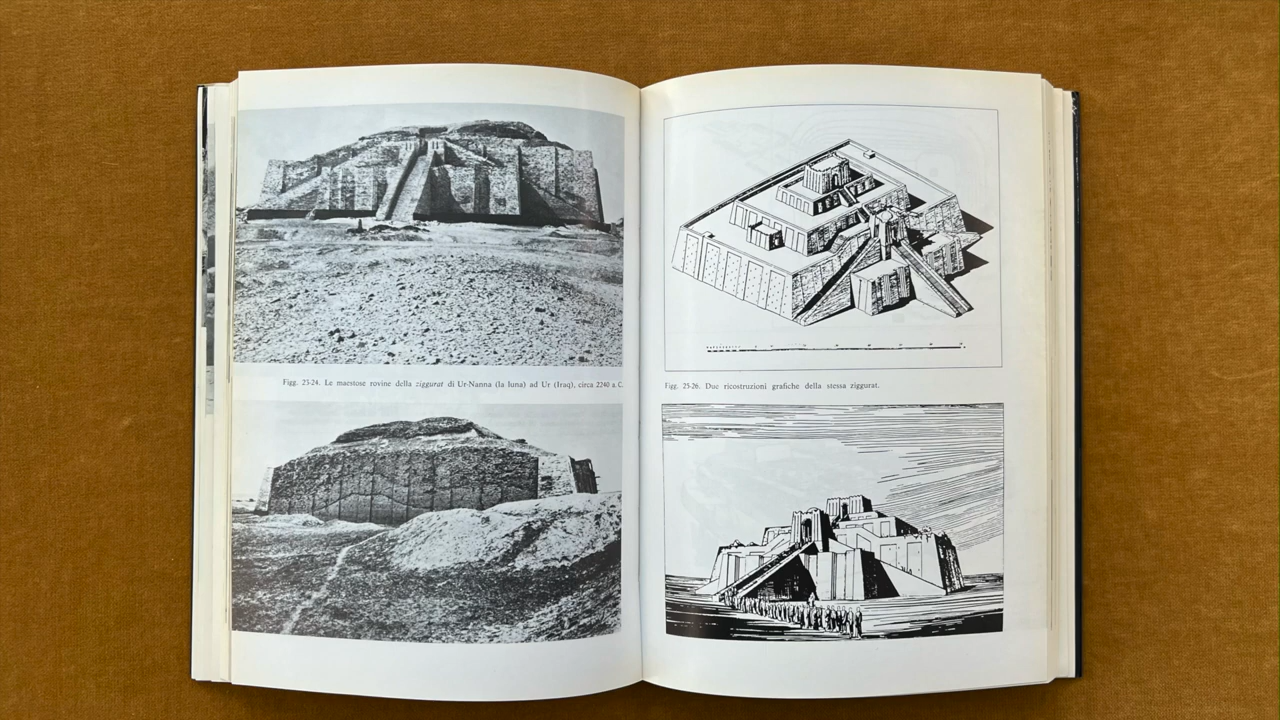 Figg. 23-24. Le maestose rovine della ziggurat di Ur-Nanna (la luna) ad Ur (Iraq), circa 2240 a. C.
Figg. 25-26. Due ricostruzioni grafiche della stessa ziggurat.